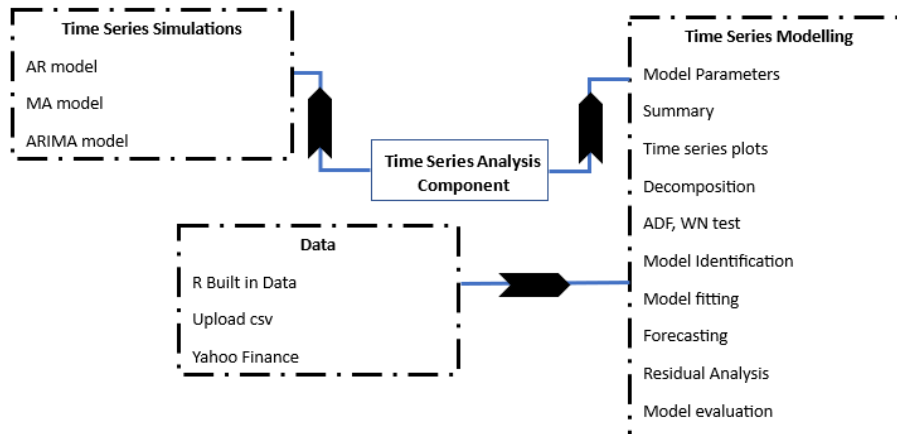 Time Series Simulations
AR model
MA model
ARIMA model
Time Series Analysis
Component
Data
R Built in Data
Upload csv
Yahoo Finance
Time Series Modelling
Model Parameters
Summary
Time series plots
Decomposition
ADF, WN test
Model Identification
Model fitting
Forecasting
Residual Analysis
Model evaluation